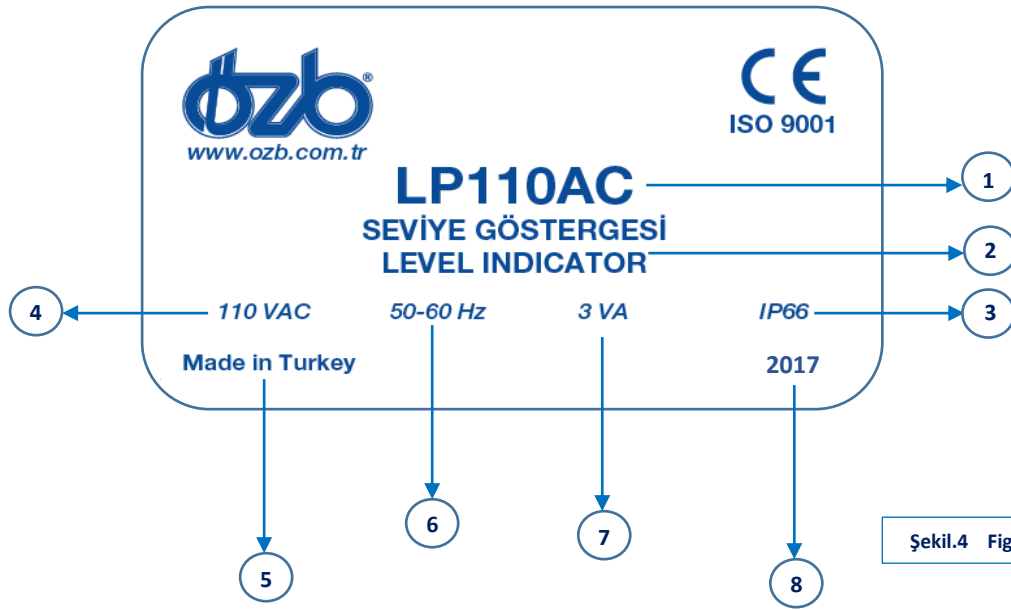 özb®
www.ozb.com.tr
CE
ISO 9001
LP110AC
1
SEVİYE GÖSTERGESİ
LEVEL INDICATOR
2
4
110 VAC
50-60 Hz
3 VA
IP66
3
Made in Turkey
2017
6
7
5
8
Şekil.4 Fig